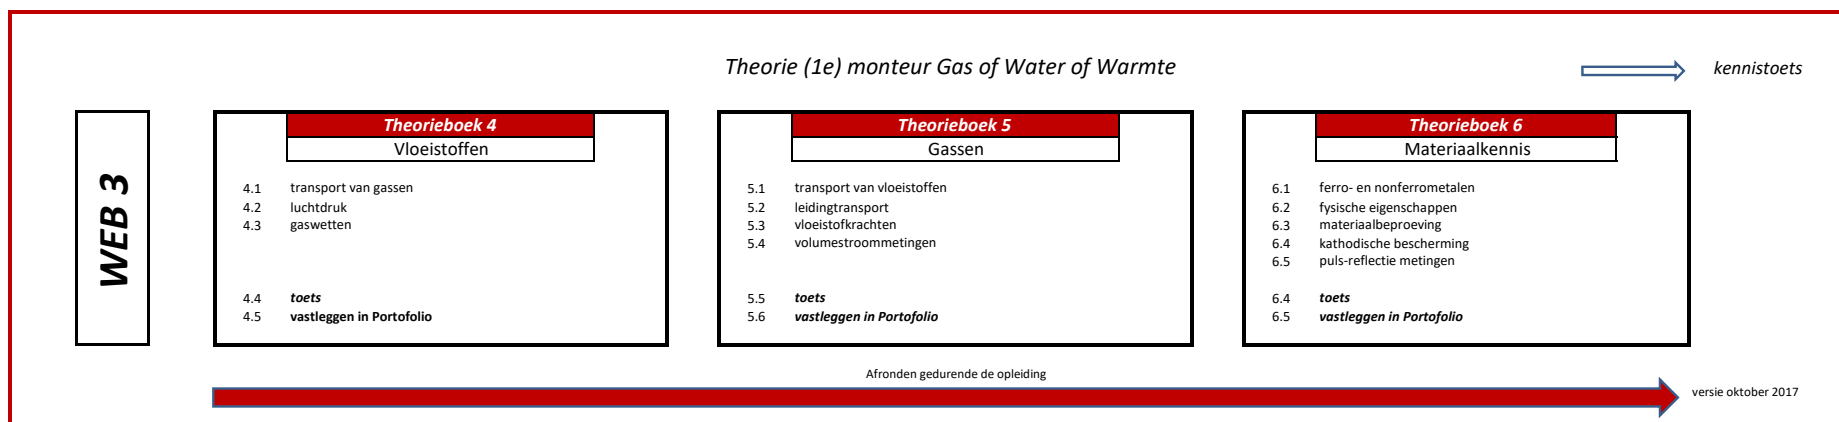 Theorie (1e) monteur Gas of Water of Warmte
kennistoets
WEB 3
Theorieboek 4
Vloeistoffen
4.1 transport van gassen
4.2 luchtdruk
4.3 gaswetten
4.4 toets
4.5 vastleggen in Portofolio
Theorieboek 5
Gassen
5.1 transport van vloeistoffen
5.2 leidingtransport
5.3 vloeistofkrachten
5.4 volumestroommetingen
5.5 toets
5.6 vastleggen in Portofolio
Theorieboek 6
Materiaalkennis
6.1 ferro- en nonferrometalen
6.2 fysische eigenschappen
6.3 materiaalbeproeving
6.4 kathodische bescherming
6.5 puls-reflectie metingen
6.4 toets
6.5 vastleggen in Portofolio
Afronden gedurende de opleiding
versie oktober 2017